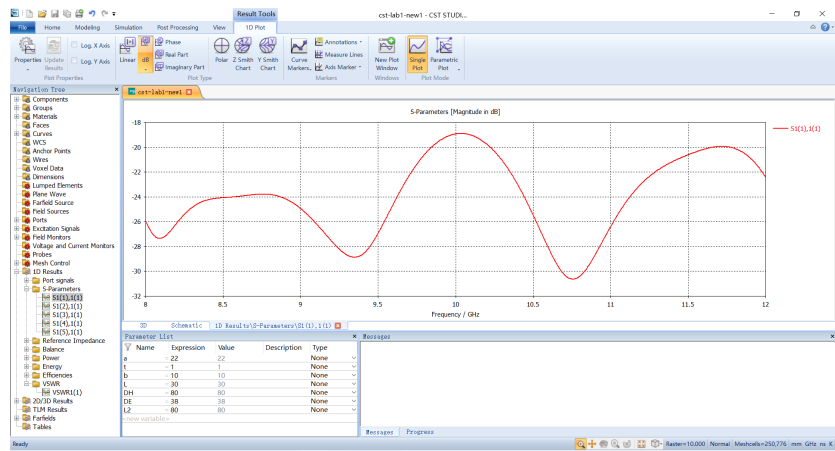 Result Tools
cst-lab1-new1 - CST STUDI...
File Home Modeling Simulation Post Processing View 1D Plot
Properties
Update Results
Log. X Axis
Log. Y Axis
Plot Properties
Linear
dB
Phase
Real Part
Imaginary Part
Polar
Z Smith Chart
Y Smith Chart
Plot Type
Curve Markers
Annotations
Measure Lines
Axis Marker
Markers
New Plot Window
Windows
Single Plot
Parametric Plot
Plot Mode
Navigation Tree
Components
Groups
Materials
Faces
Curves
WCS
Anchor Points
Wires
Voxel Data
Dimensions
Lumped Elements
Plane Wave
Farfield Source
Field Sources
Ports
Excitation Signals
Field Monitors
Voltage and Current Monitors
Probes
Mesh Control
1D Results
Port signals
S-Parameters
S1(1),1(1)
S1(2),1(1)
S1(3),1(1)
S1(4),1(1)
S1(5),1(1)
Reference Impedance
Balance
Power
Energy
Efficiencies
VSWR
VSWR1(1)
2D/3D Results
TLM Results
Farfields
Tables
cst-lab1-new1
S-Parameters [Magnitude in dB]
S1(1),1(1)
-18
-20
-22
-24
-26
-28
-30
-32
8 8.5 9 9.5 10 10.5 11 11.5 12
Frequency / GHz
3D Schematic 1D Results\S-Parameters\S1(1),1(1)
Parameter List
Name Expression Value Description Type
a = 22 22 None
t = 1 1 None
b = 10 10 None
L = 30 30 None
DH = 80 80 None
DE = 38 38 None
L2 = 80 80 None
<new variable>
Messages
Messages Progress
Ready
Raster=10.000 Normal Meshcells=250,776 mm GHz ns K